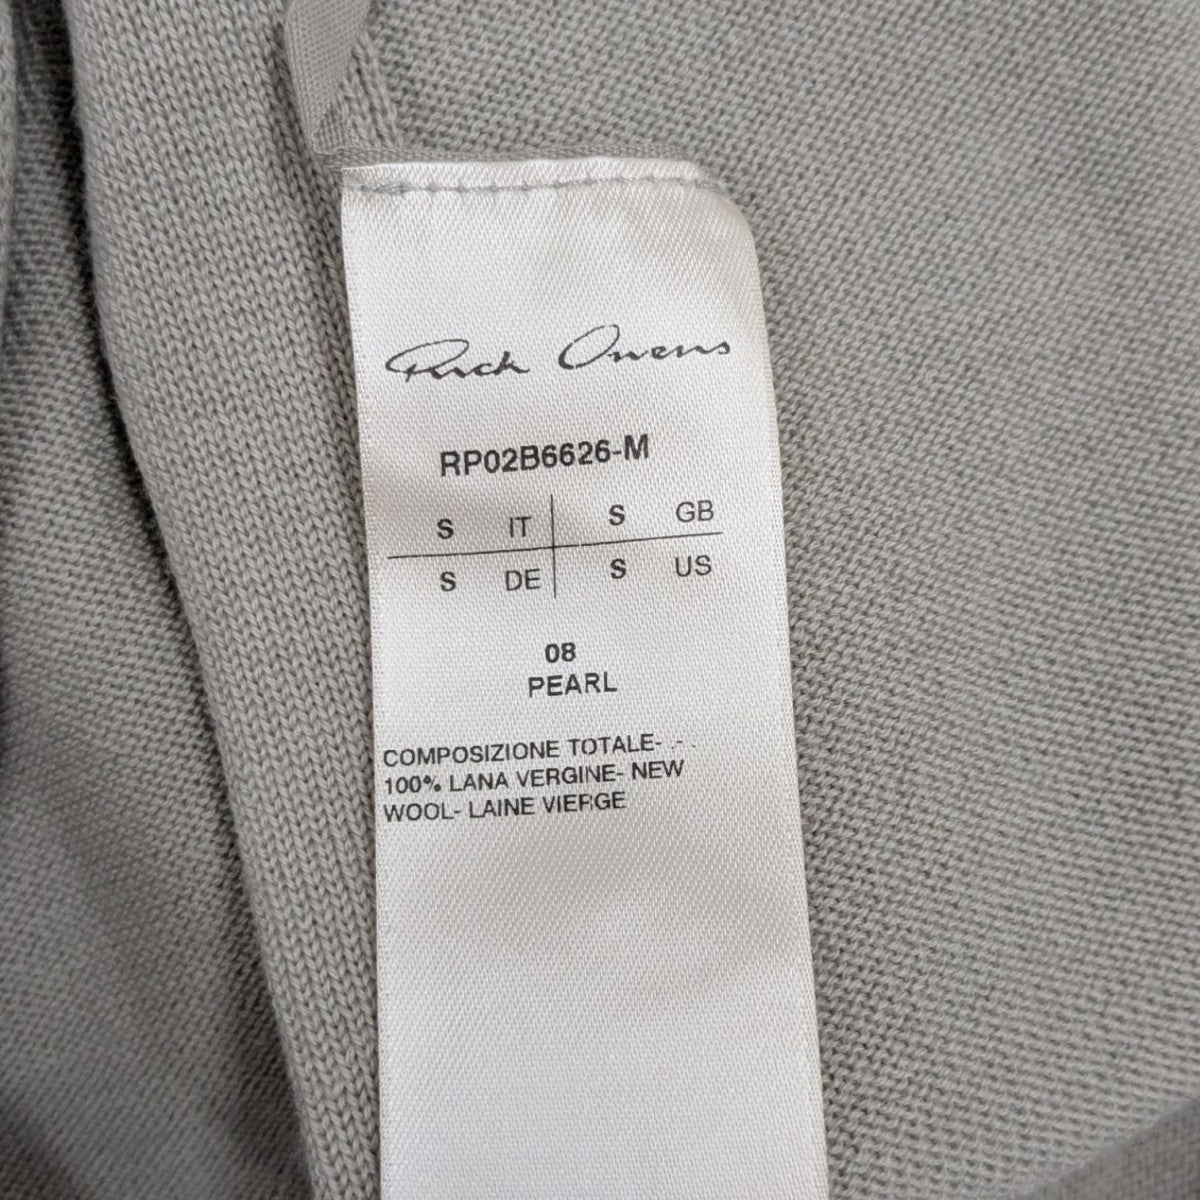 Rick Owens
RP02B6626-M
S IT S GB
S DE S US
08
PEARL
COMPOSIZIONE TOTALE- .- .
100% LANA VERGINE- NEW
WOOL- LAINE VIERGE